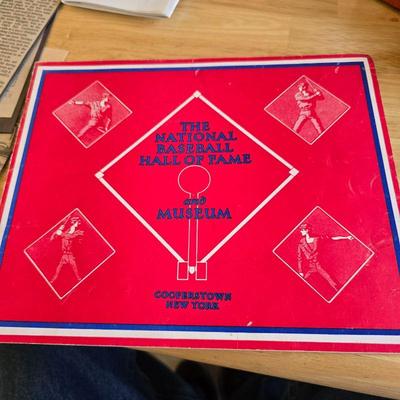 THE
NATIONAL
BASEBALL
HALL OF FAME
and
MUSEUM
COOPERSTOWN
NEW YORK